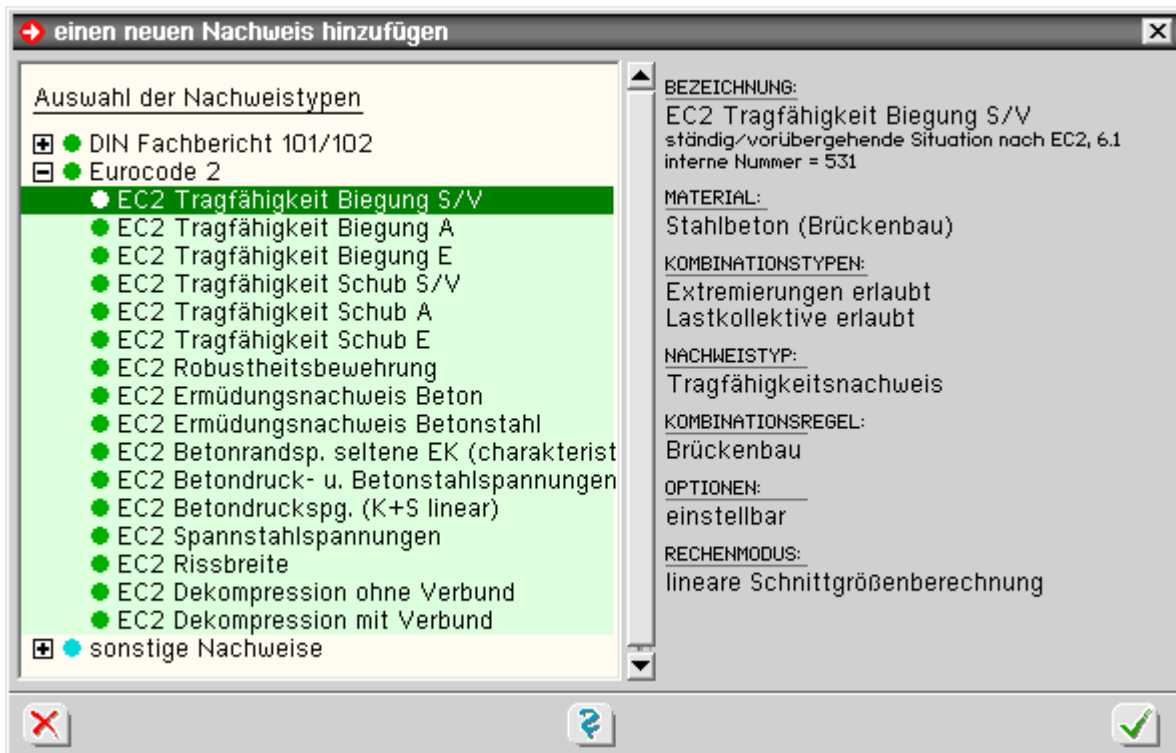 einen neuen Nachweis hinzufügen
Auswahl der Nachweistypen
DIN Fachbericht 101/102
Eurocode 2
EC2 Tragfähigkeit Biegung S/V
EC2 Tragfähigkeit Biegung A
EC2 Tragfähigkeit Biegung E
EC2 Tragfähigkeit Schub S/V
EC2 Tragfähigkeit Schub A
EC2 Tragfähigkeit Schub E
EC2 Robustheitsbewehrung
EC2 Ermüdungsnachweis Beton
EC2 Ermüdungsnachweis Betonstahl
EC2 Betonrandsp. seltene EK (charakterist
EC2 Betondruck- u. Betonstahlspannungen
EC2 Betondruckspg. (K+S linear)
EC2 Spannstahlspannungen
EC2 Rissbreite
EC2 Dekompression ohne Verbund
EC2 Dekompression mit Verbund
sonstige Nachweise
BEZEICHNUNG:
EC2 Tragfähigkeit Biegung S/V
ständig/vorübergehende Situation nach EC2, 6.1
interne Nummer = 531
MATERIAL:
Stahlbeton (Brückenbau)
KOMBINATIONSTYPEN:
Extremierungen erlaubt
Lastkollektive erlaubt
NACHWEISTYP:
Tragfähigkeitsnachweis
KOMBINATIONSREGEL:
Brückenbau
OPTIONEN:
einstellbar
RECHENMODUS:
lineare Schnittgrößenberechnung